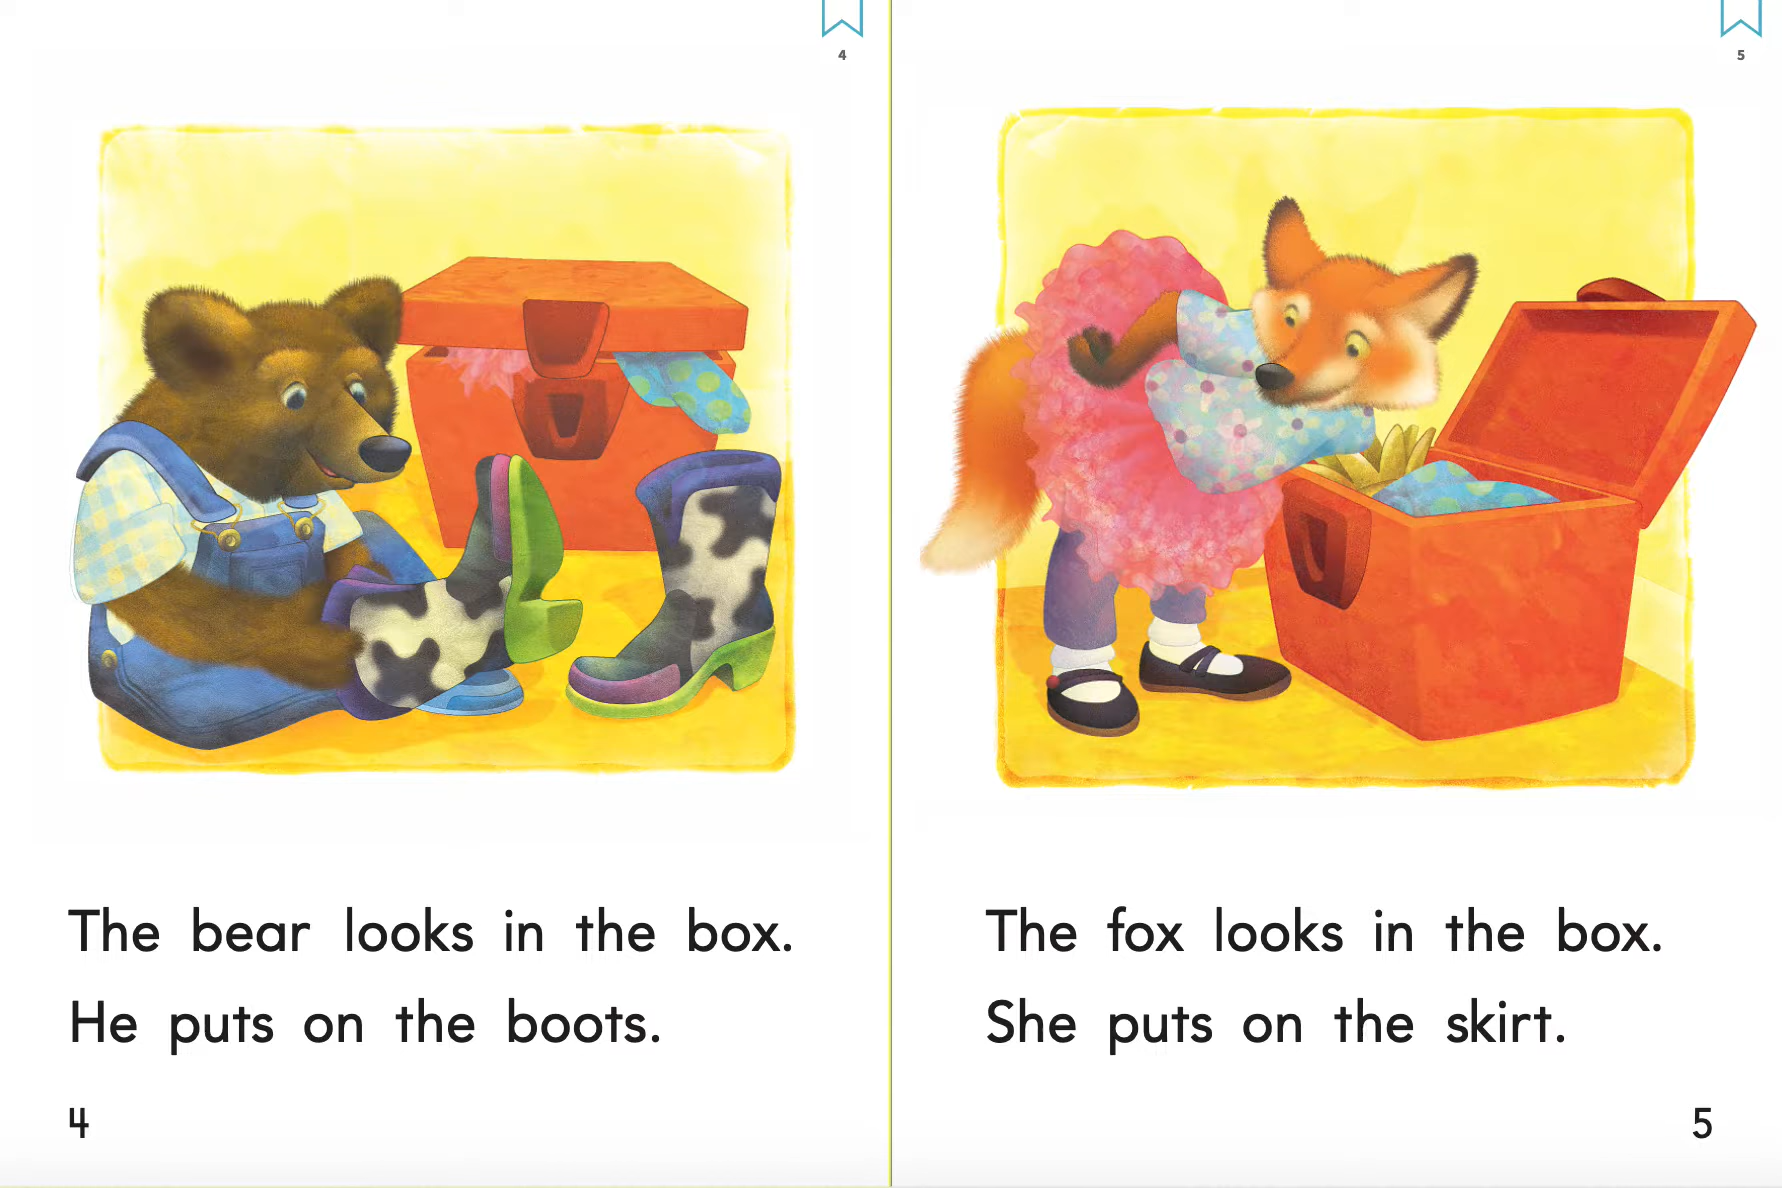 4
The bear looks in the box.
He puts on the boots.
4
5
The fox looks in the box.
She puts on the skirt.
5